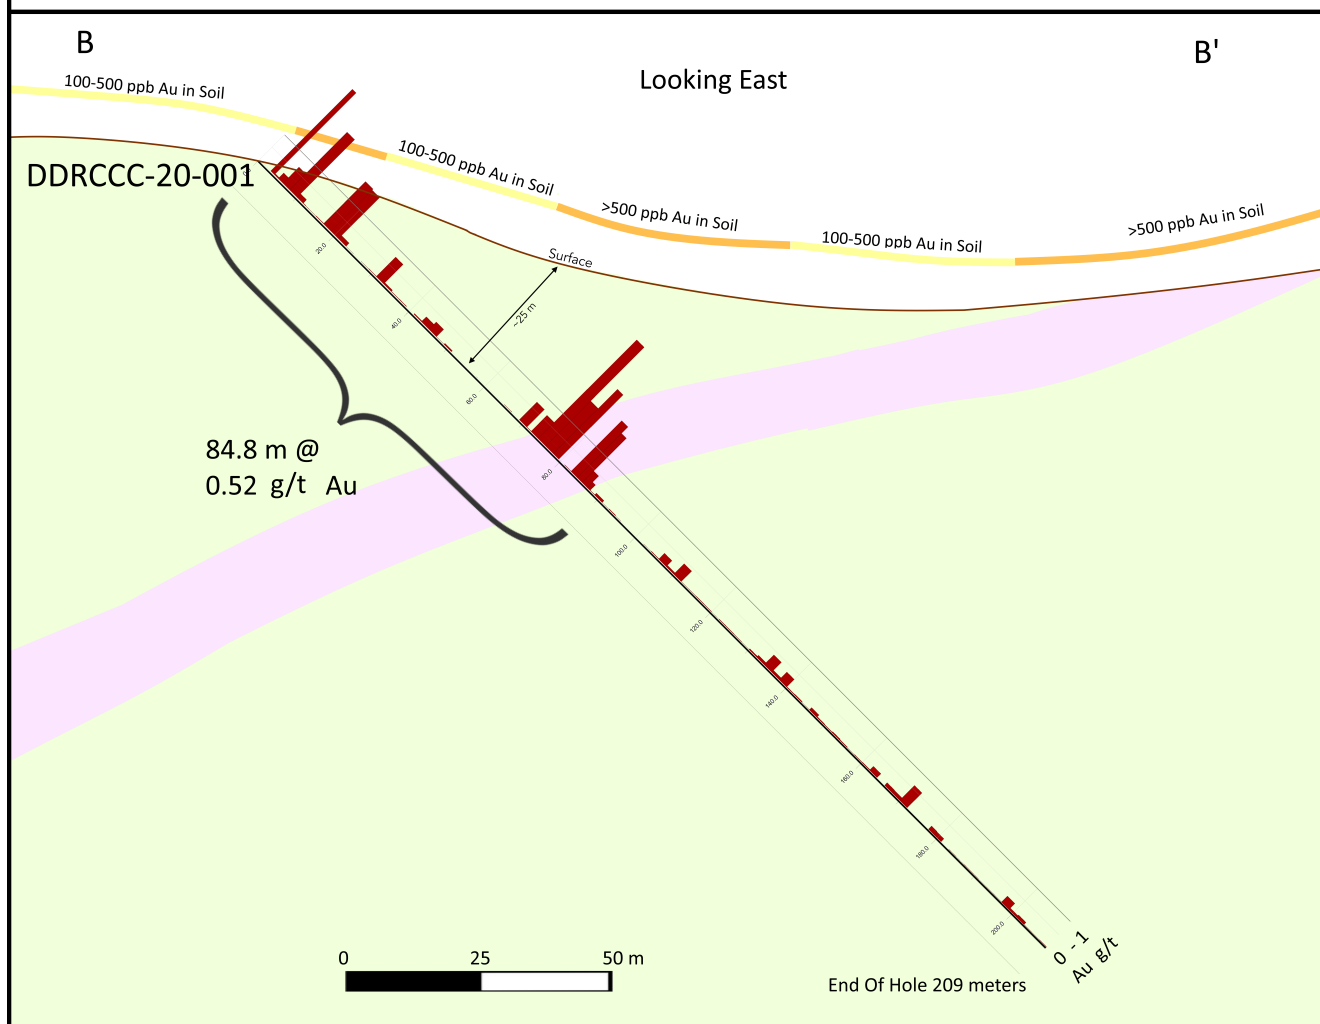 B
B'
Looking East
100-500 ppb Au in Soil
100-500 ppb Au in Soil
>500 ppb Au in Soil
100-500 ppb Au in Soil
>500 ppb Au in Soil
DDRCCC-20-001
Surface
~25 m
20.0
40.0
60.0
80.0
100.0
120.0
140.0
160.0
180.0
200.0
84.8 m @
0.52 g/t Au
0 - 1
Au g/t
0 25 50 m
End Of Hole 209 meters